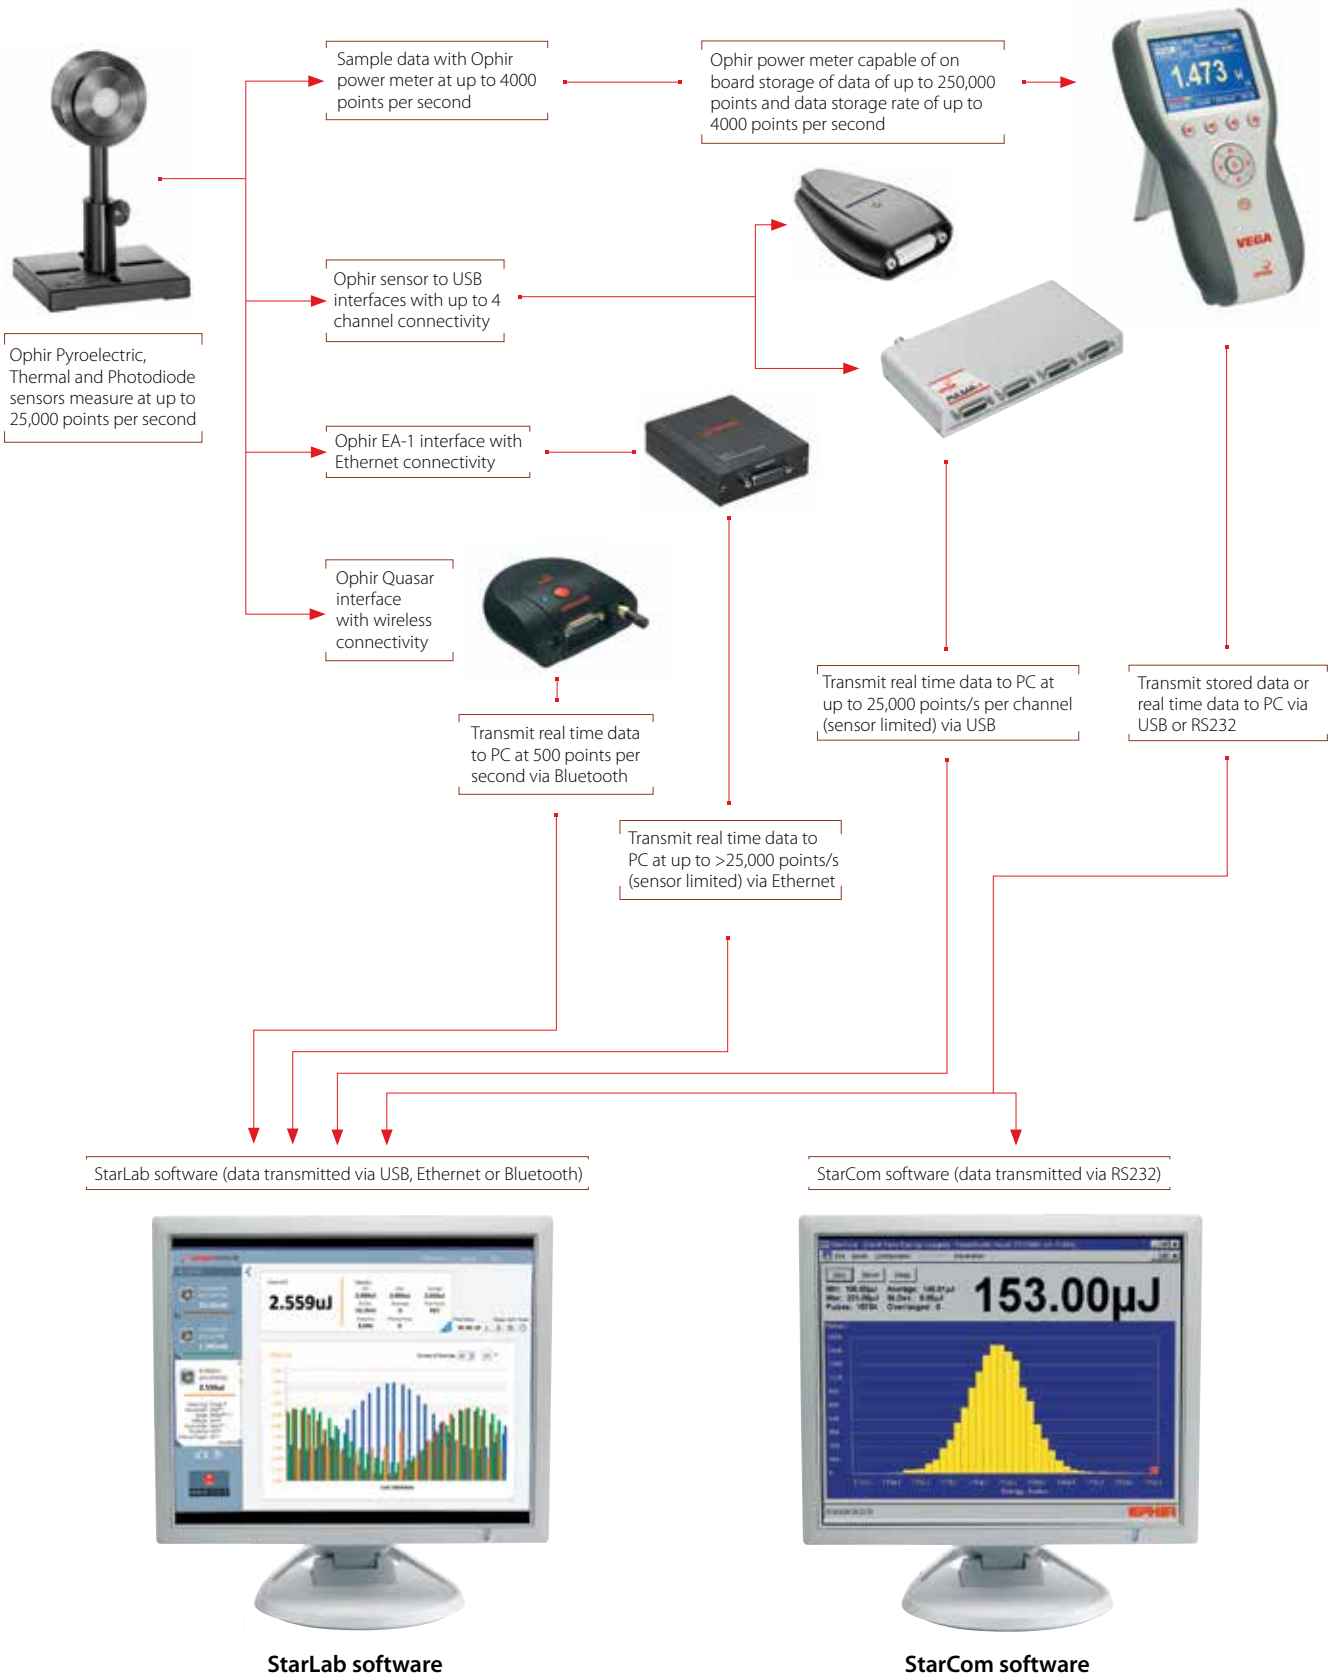 Sample data with Ophir
power meter at up to 4000
points per second
Ophir power meter capable of on
board storage of data of up to 250,000
points and data storage rate of up to
4000 points per second
1.473
VEGA
Ophir sensor to USB
interfaces with up to 4
channel connectivity
Ophir Pyroelectric,
Thermal and Photodiode
sensors measure at up to
25,000 points per second
PULSAR-4
Ophir EA-1 interface with
Ethernet connectivity
Ophir Quasar
interface
with wireless
connectivity
Transmit real time data
to PC at 500 points per
second via Bluetooth
Transmit real time data to PC at
up to 25,000 points/s per channel
(sensor limited) via USB
Transmit stored data or
real time data to PC via
USB or RS232
Transmit real time data to
PC at up to >25,000 points/s
(sensor limited) via Ethernet
StarLab software (data transmitted via USB, Ethernet or Bluetooth)
StarCom software (data transmitted via RS232)
2.559uJ
2.559uJ
153.00µJ
OPHIR
StarLab software
StarCom software